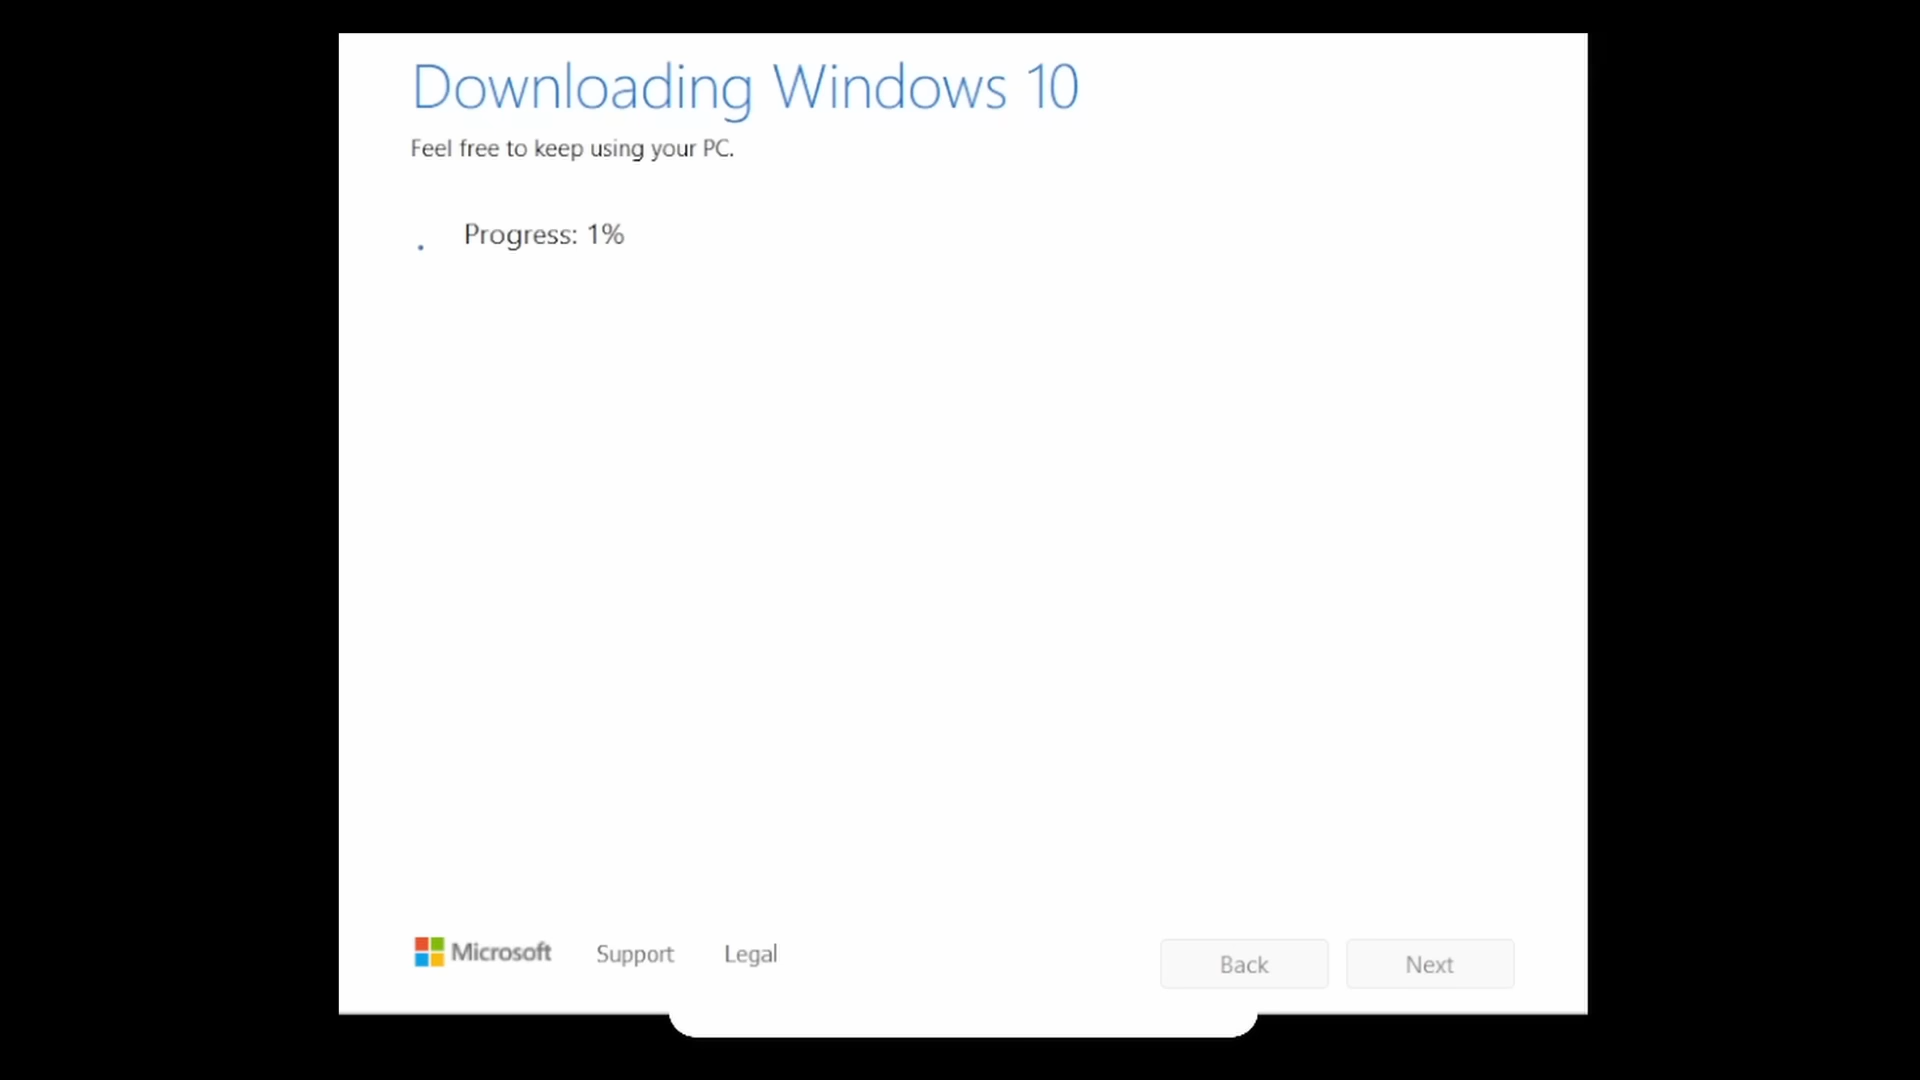 Downloading Windows 10
Feel free to keep using your PC.
Progress: 1%
Microsoft Support Legal Back Next